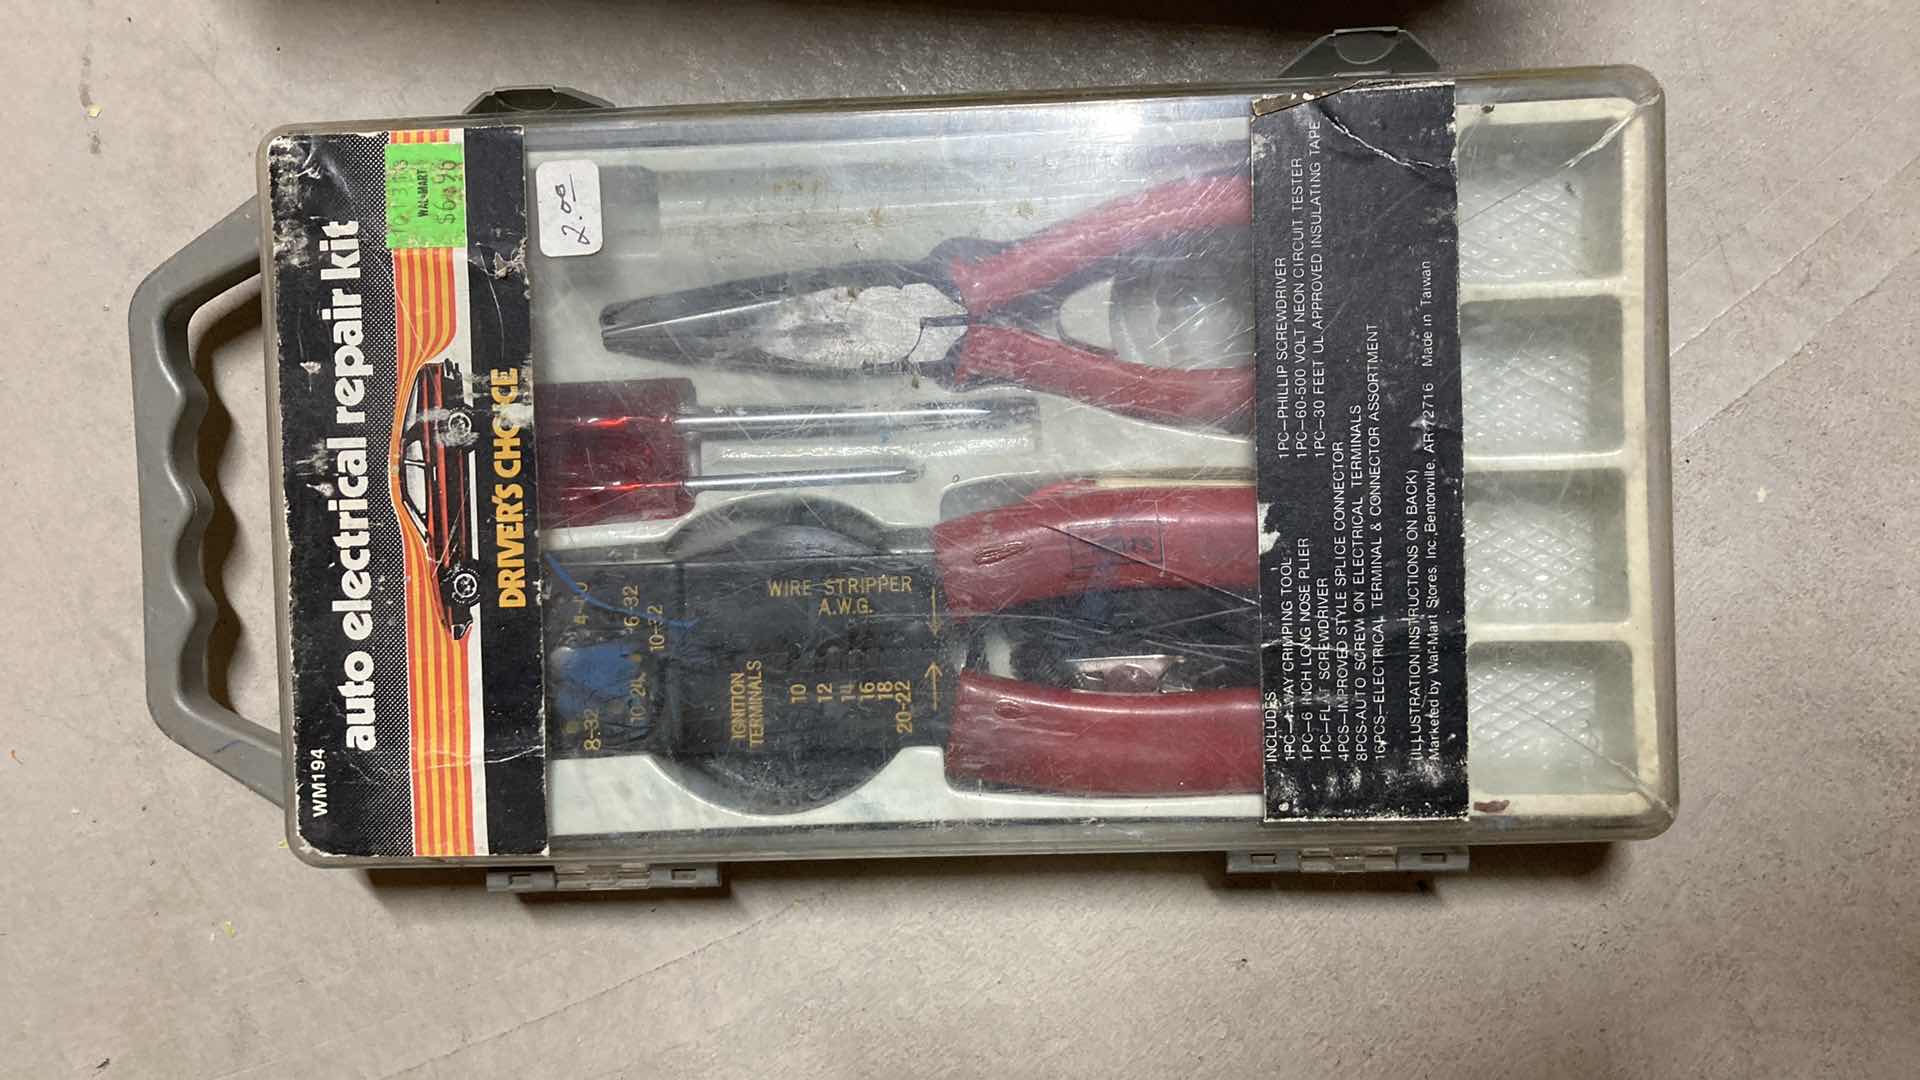 WM194
auto electrical repair kit
WAL-MART
$6.96
DRIVER'S CHOICE
2.00
8-32
10-24
6-32
10-32
WIRE STRIPPER
A.W.G.
IGNITION
TERMINALS
10
12
14
16
18
20-22
INCLUDES
1PC-4 WAY CRIMPING TOOL
1PC-6 INCH LONG NOSE PLIER
1PC-FLAT SCREWDRIVER
4PCS-IMPROVED STYLE SPLICE CONNECTOR
8PCS-AUTO SCREW ON ELECTRICAL TERMINALS
16PCS-ELECTRICAL TERMINAL & CONNECTOR ASSORTMENT
1PC-PHILLIP SCREWDRIVER
1PC-60-500 VOLT NEON CIRCUIT TESTER
1PC-30 FEET UL APPROVED INSULATING TAPE
(ILLUSTRATION INSTRUCTIONS ON BACK)
Marketed by Wal-Mart Stores, Inc. Bentonville, AR 72716 Made in Taiwan